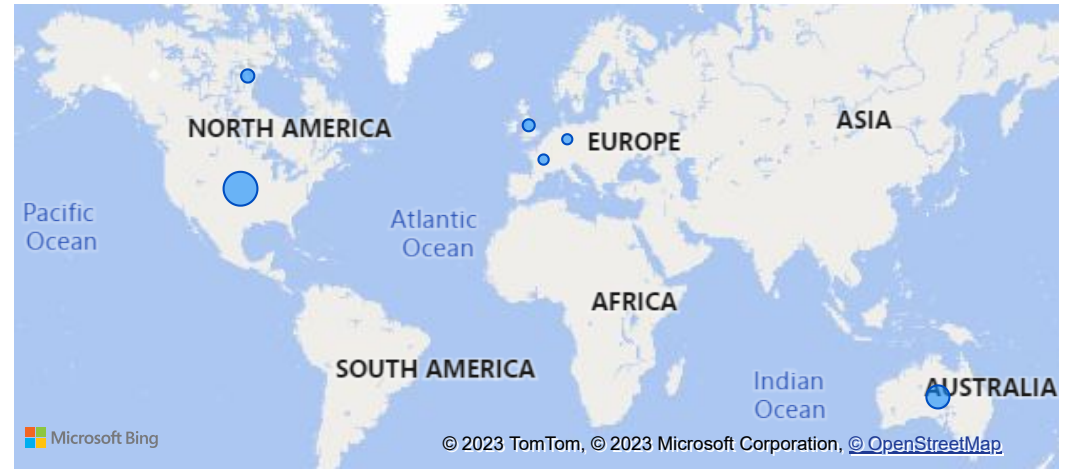 NORTH AMERICA
ASIA
EUROPE
Pacific
Ocean
Atlantic
Ocean
AFRICA
SOUTH AMERICA
Indian
Ocean
AUSTRALIA
Microsoft Bing
© 2023 TomTom, © 2023 Microsoft Corporation, © OpenStreetMap